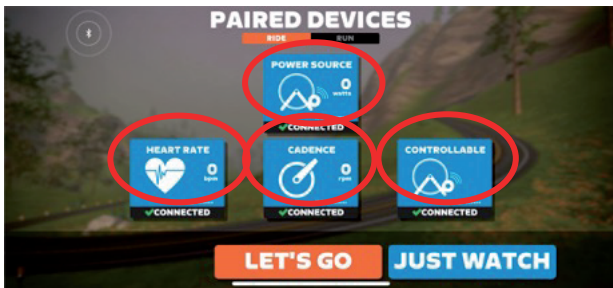 PAIRED DEVICES
RIDE RUN
POWER SOURCE
0
watts
CONNECTED
HEART RATE CADENCE CONTROLLABLE
0 0
bpm rpm
CONNECTED CONNECTED CONNECTED
LET'S GO JUST WATCH